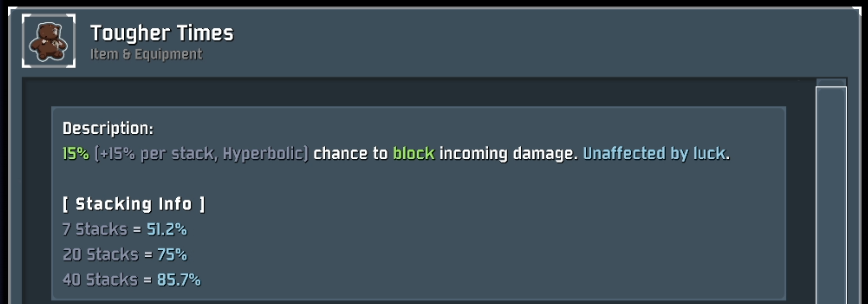 Tougher Times
Item & Equipment
Description:
15% (+15% per stack, Hyperbolic) chance to block incoming damage. Unaffected by luck.
[ Stacking Info ]
7 Stacks = 51.2%
20 Stacks = 75%
40 Stacks = 85.7%